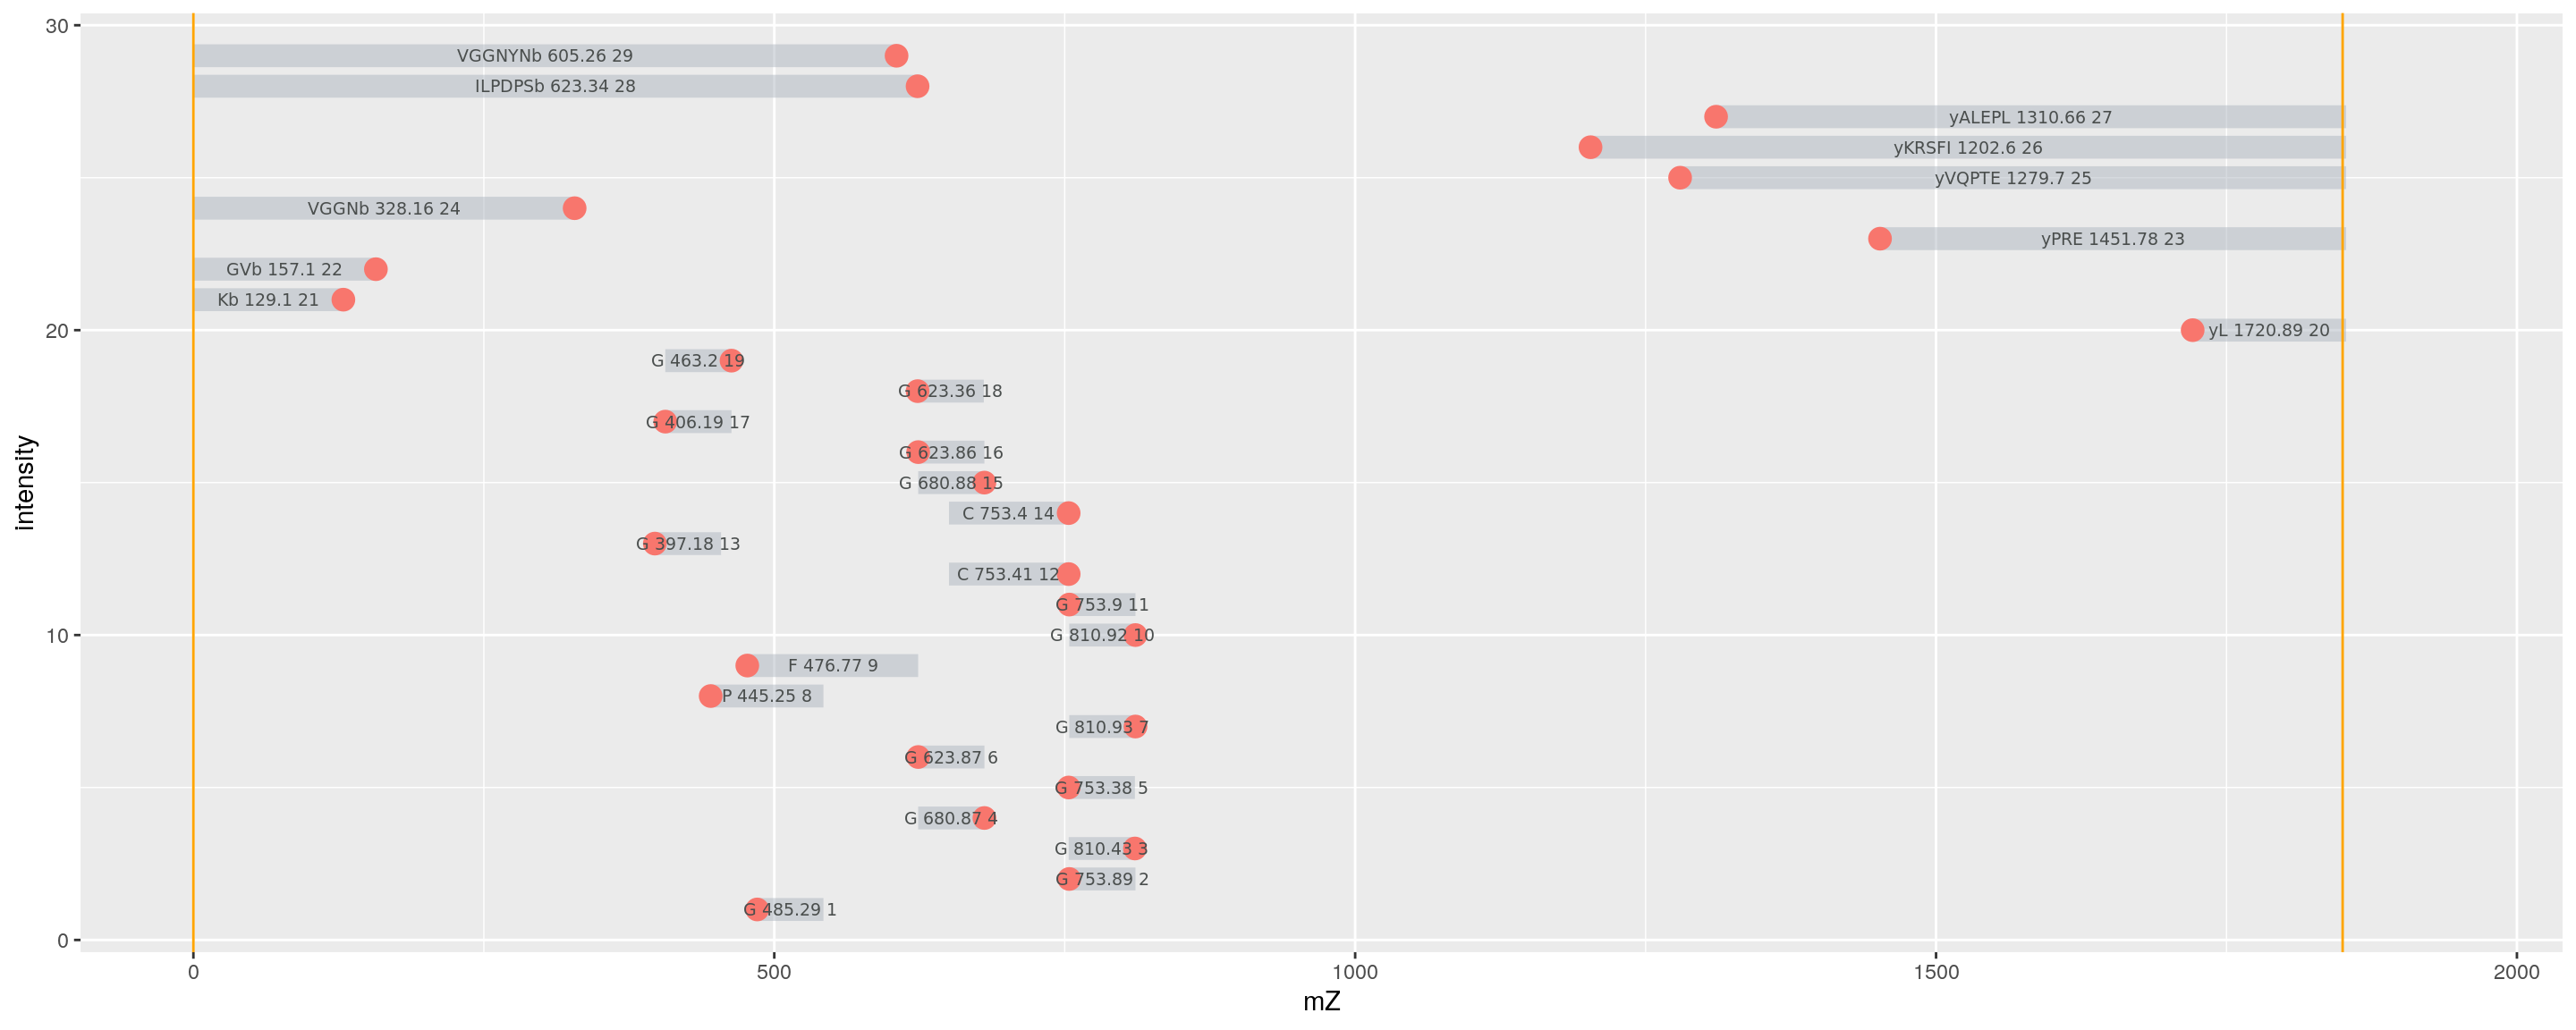 30
VGGNYNb 605.26 29
ILPDPSb 623.34 28
yALEPL 1310.66 27
yKRSFI 1202.6 26
yVQPTE 1279.7 25
VGGNb 328.16 24
yPRE 1451.78 23
GVb 157.1 22
Kb 129.1 21
20
yL 1720.89 20
G 463.2 19
G 623.36 18
G 406.19 17
G 623.86 16
G 680.88 15
C 753.4 14
G 397.18 13
C 753.41 12
G 753.9 11
10
G 810.92 10
F 476.77 9
P 445.25 8
G 810.93 7
G 623.87 6
G 753.38 5
G 680.87 4
G 810.43 3
G 753.89 2
G 485.29 1
0
intensity
0 500 1000 1500 2000
mZ